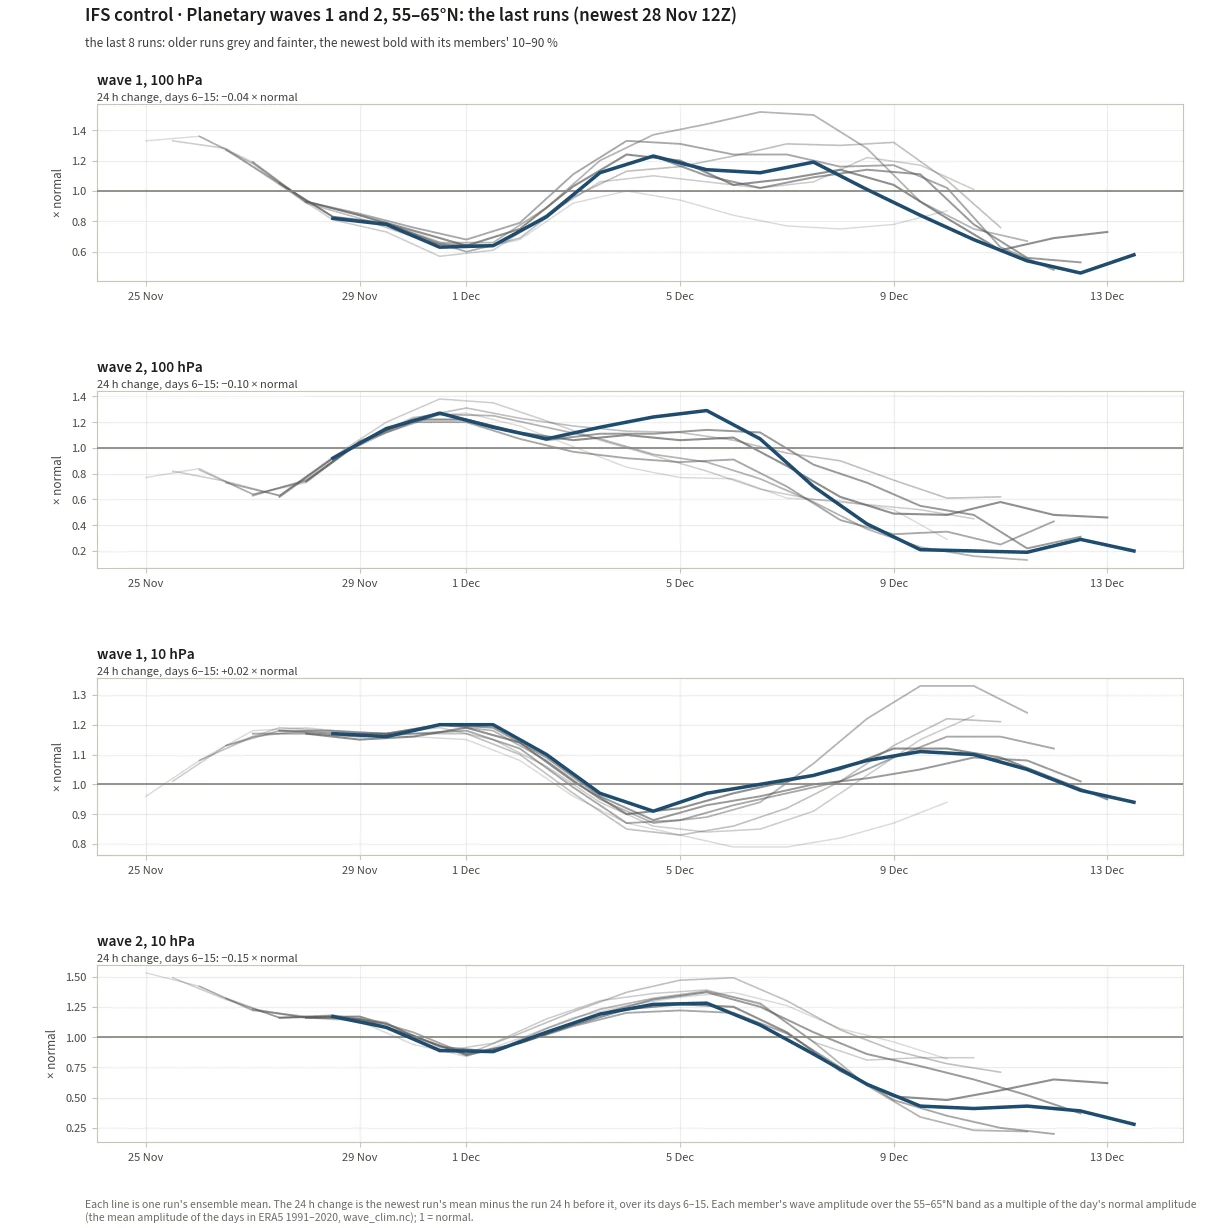 IFS control · Planetary waves 1 and 2, 55–65°N: the last runs (newest 28 Nov 12Z)
the last 8 runs: older runs grey and fainter, the newest bold with its members' 10–90 %
wave 1, 100 hPa
24 h change, days 6–15: −0.04 × normal
× normal
1.4
1.2
1.0
0.8
0.6
25 Nov
29 Nov
1 Dec
5 Dec
9 Dec
13 Dec
wave 2, 100 hPa
24 h change, days 6–15: −0.10 × normal
× normal
1.4
1.2
1.0
0.8
0.6
0.4
0.2
25 Nov
29 Nov
1 Dec
5 Dec
9 Dec
13 Dec
wave 1, 10 hPa
24 h change, days 6–15: +0.02 × normal
× normal
1.3
1.2
1.1
1.0
0.9
0.8
25 Nov
29 Nov
1 Dec
5 Dec
9 Dec
13 Dec
wave 2, 10 hPa
24 h change, days 6–15: −0.15 × normal
× normal
1.50
1.25
1.00
0.75
0.50
0.25
25 Nov
29 Nov
1 Dec
5 Dec
9 Dec
13 Dec
Each line is one run's ensemble mean. The 24 h change is the newest run's mean minus the run 24 h before it, over its days 6–15. Each member's wave amplitude over the 55–65°N band as a multiple of the day's normal amplitude
(the mean amplitude of the days in ERA5 1991–2020, wave_clim.nc); 1 = normal.